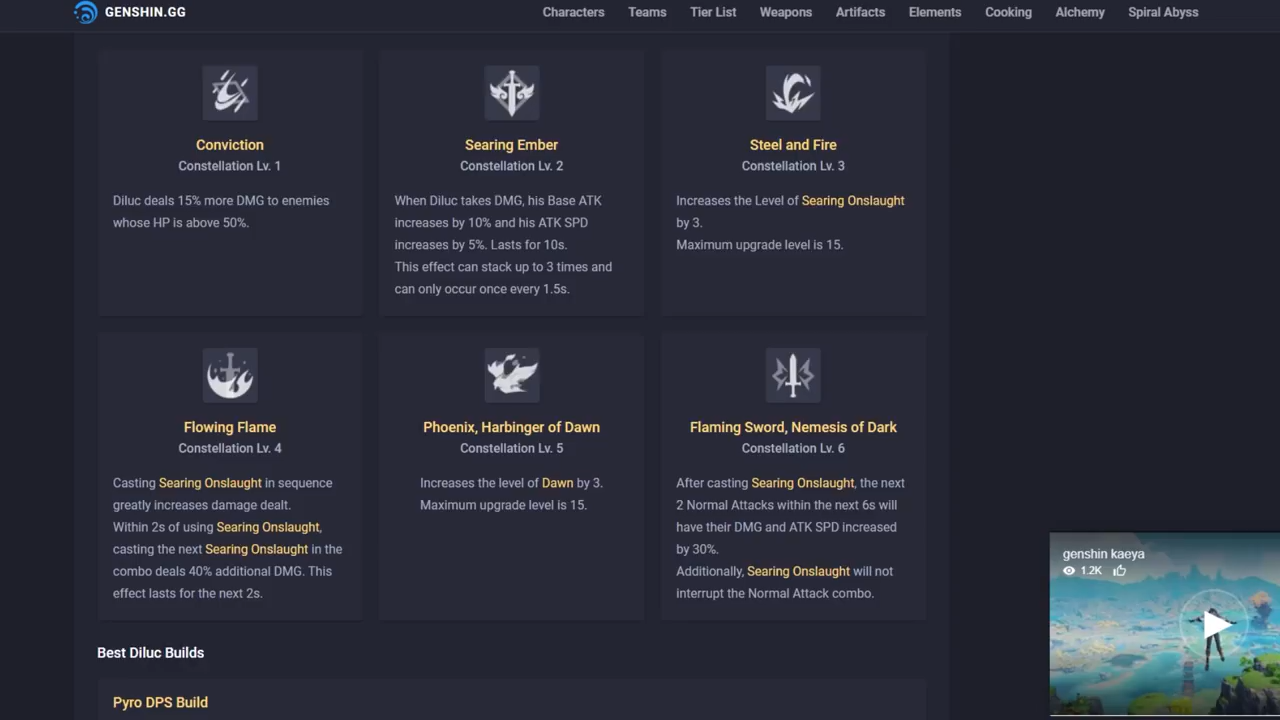 GENSHIN.GG
Characters
Teams
Tier List
Weapons
Artifacts
Elements
Cooking
Alchemy
Spiral Abyss
Conviction
Constellation Lv. 1
Diluc deals 15% more DMG to enemies
whose HP is above 50%.
Searing Ember
Constellation Lv. 2
When Diluc takes DMG, his Base ATK
increases by 10% and his ATK SPD
increases by 5%. Lasts for 10s.
This effect can stack up to 3 times and
can only occur once every 1.5s.
Steel and Fire
Constellation Lv. 3
Increases the Level of Searing Onslaught
by 3.
Maximum upgrade level is 15.
Flowing Flame
Constellation Lv. 4
Casting Searing Onslaught in sequence
greatly increases damage dealt.
Within 2s of using Searing Onslaught,
casting the next Searing Onslaught in the
combo deals 40% additional DMG. This
effect lasts for the next 2s.
Phoenix, Harbinger of Dawn
Constellation Lv. 5
Increases the level of Dawn by 3.
Maximum upgrade level is 15.
Flaming Sword, Nemesis of Dark
Constellation Lv. 6
After casting Searing Onslaught, the next
2 Normal Attacks within the next 6s will
have their DMG and ATK SPD increased
by 30%.
Additionally, Searing Onslaught will not
interrupt the Normal Attack combo.
genshin kaeya
1.2K
Best Diluc Builds
Pyro DPS Build